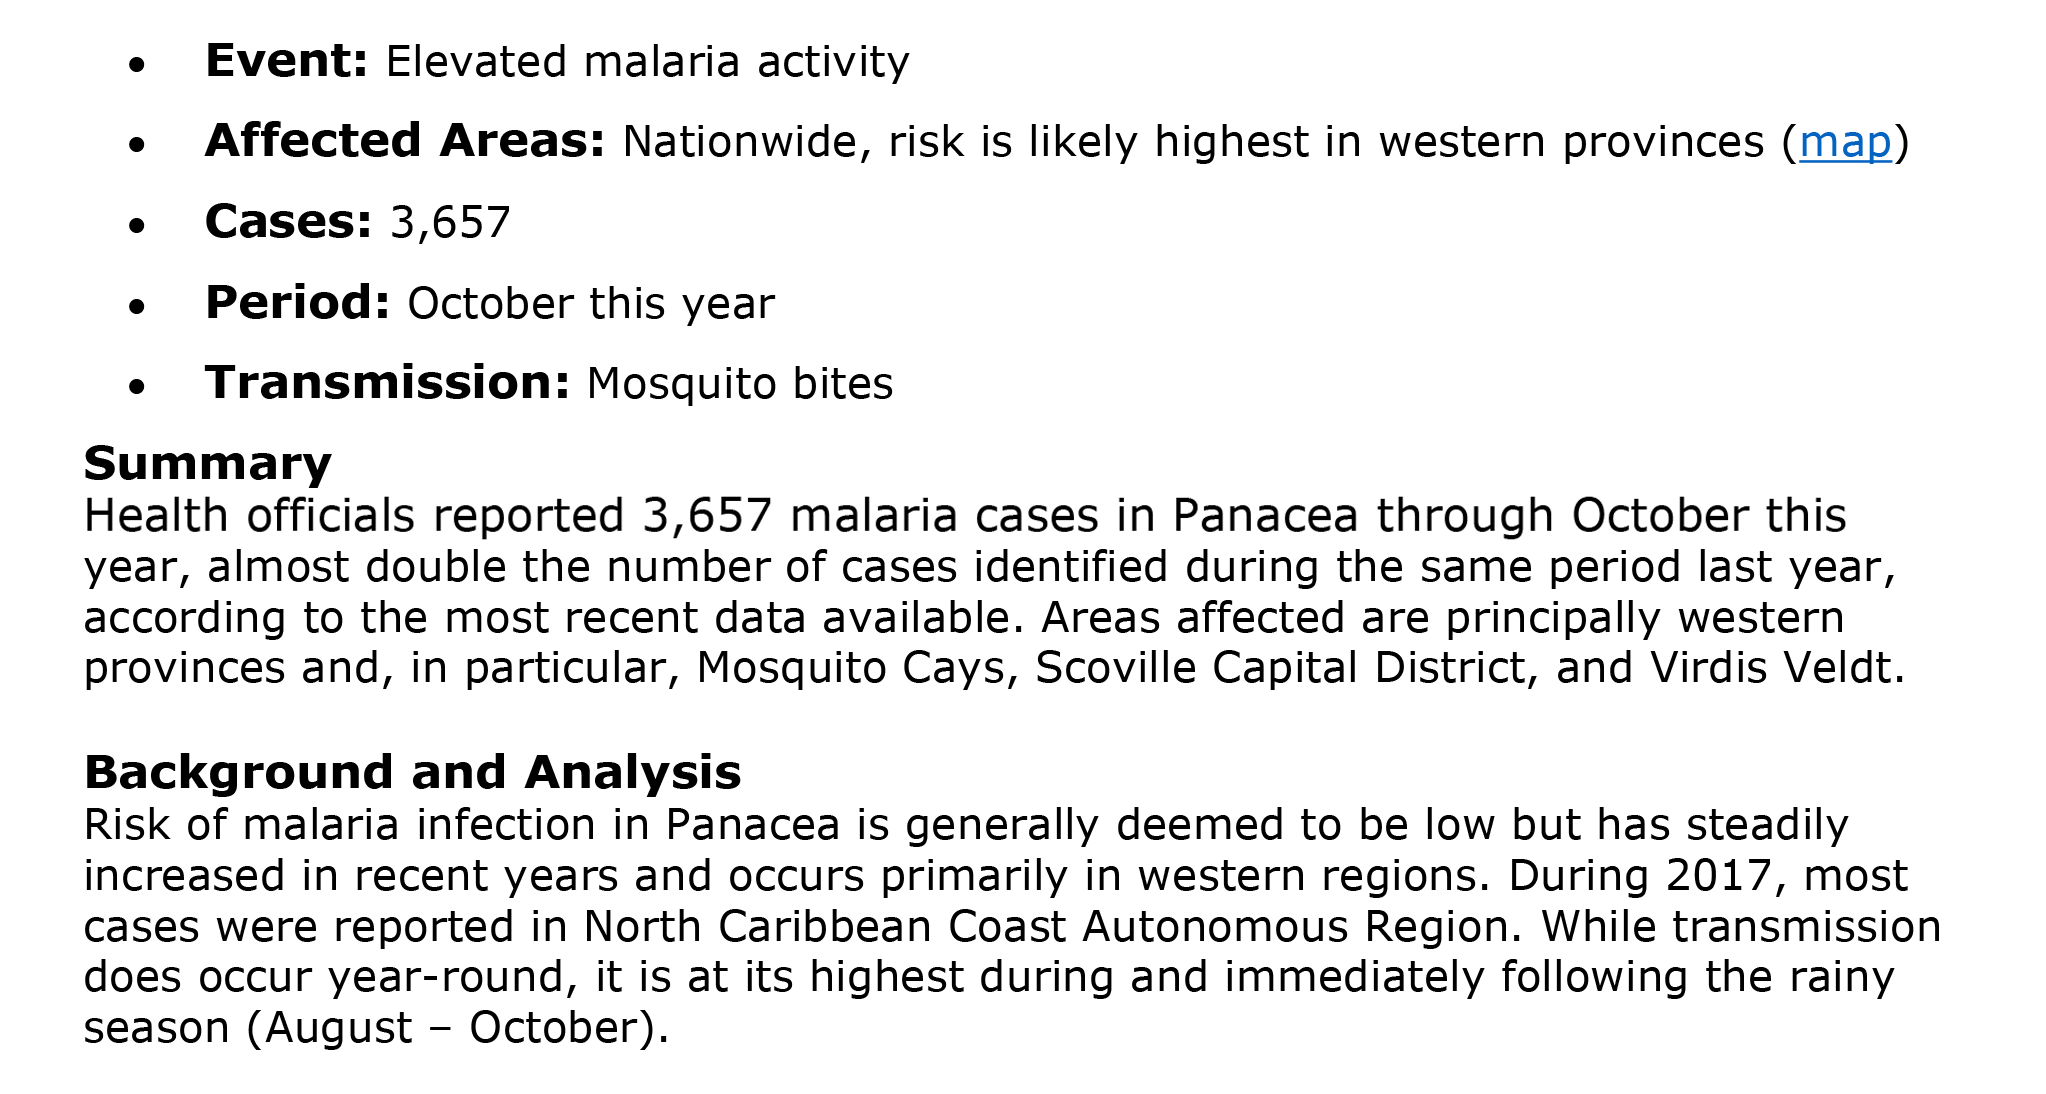 • Event: Elevated malaria activity
• Affected Areas: Nationwide, risk is likely highest in western provinces (map)
• Cases: 3,657
• Period: October this year
• Transmission: Mosquito bites
Summary
Health officials reported 3,657 malaria cases in Panacea through October this
year, almost double the number of cases identified during the same period last year,
according to the most recent data available. Areas affected are principally western
provinces and, in particular, Mosquito Cays, Scoville Capital District, and Virdis Veldt.
Background and Analysis
Risk of malaria infection in Panacea is generally deemed to be low but has steadily
increased in recent years and occurs primarily in western regions. During 2017, most
cases were reported in North Caribbean Coast Autonomous Region. While transmission
does occur year-round, it is at its highest during and immediately following the rainy
season (August – October).